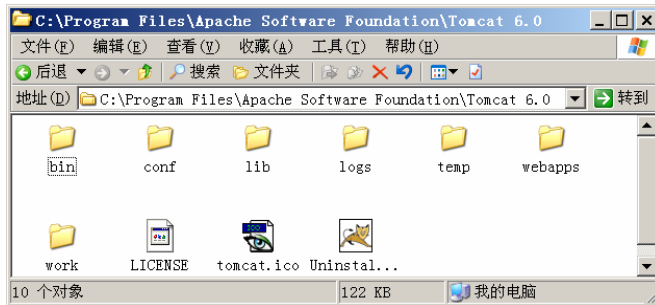 C:\Program Files\Apache Software Foundation\Tomcat 6.0
文件(F) 编辑(E) 查看(V) 收藏(A) 工具(T) 帮助(H)
后退 搜索 文件夹
地址(D) C:\Program Files\Apache Software Foundation\Tomcat 6.0 转到
bin conf lib logs temp webapps
work LICENSE tomcat.ico Uninstal...
10 个对象 122 KB 我的电脑